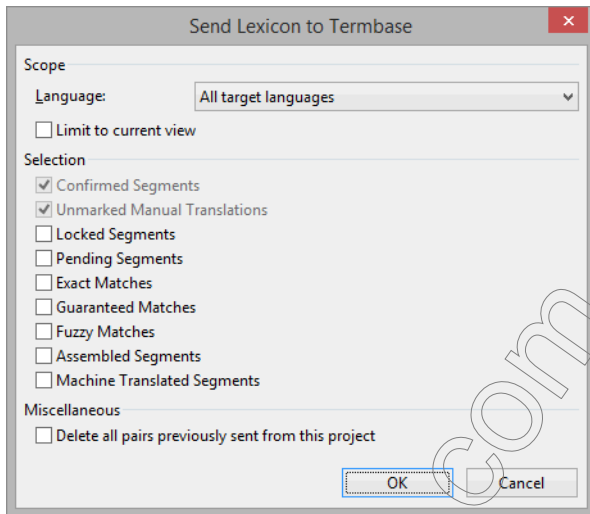 Send Lexicon to Termbase
Scope
Language: All target languages
Limit to current view
Selection
Confirmed Segments
Unmarked Manual Translations
Locked Segments
Pending Segments
Exact Matches
Guaranteed Matches
Fuzzy Matches
Assembled Segments
Machine Translated Segments
Miscellaneous
Delete all pairs previously sent from this project
OK Cancel
com